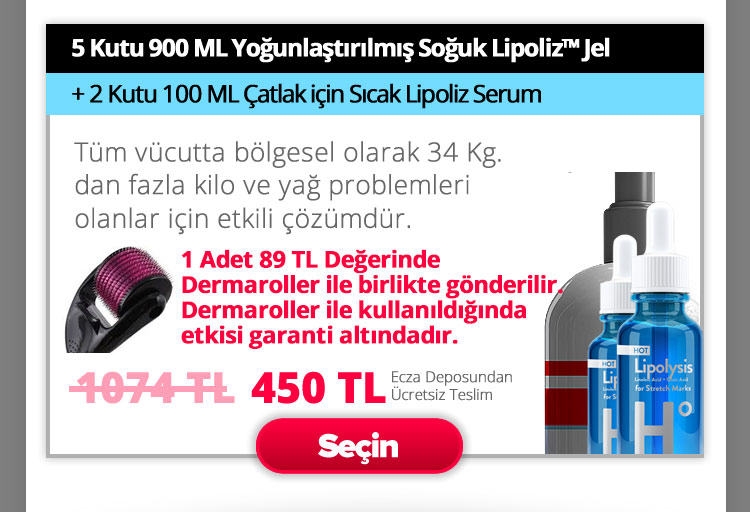 5 Kutu 900 ML Yoğunlaştırılmış Soğuk Lipoliz™ Jel
+ 2 Kutu 100 ML Çatlak için Sıcak Lipoliz Serum
Tüm vücutta bölgesel olarak 34 Kg.
dan fazla kilo ve yağ problemleri
olanlar için etkili çözümdür.
1 Adet 89 TL Değerinde
Dermaroller ile birlikte gönderilir.
Dermaroller ile kullanıldığında
etkisi garanti altındadır.
1074 TL 450 TL Ecza Deposundan
Ücretsiz Teslim
Seçin
HOT
Lipolysis
for Stretch Marks
H°